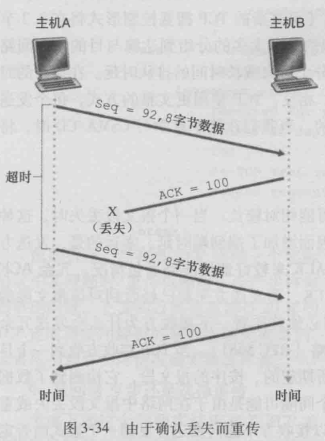 主机A
主机B
Seq = 92, 8字节数据
超时
ACK = 100
X
(丢失)
Seq = 92, 8字节数据
ACK = 100
时间
时间
图 3-34 由于确认丢失而重传